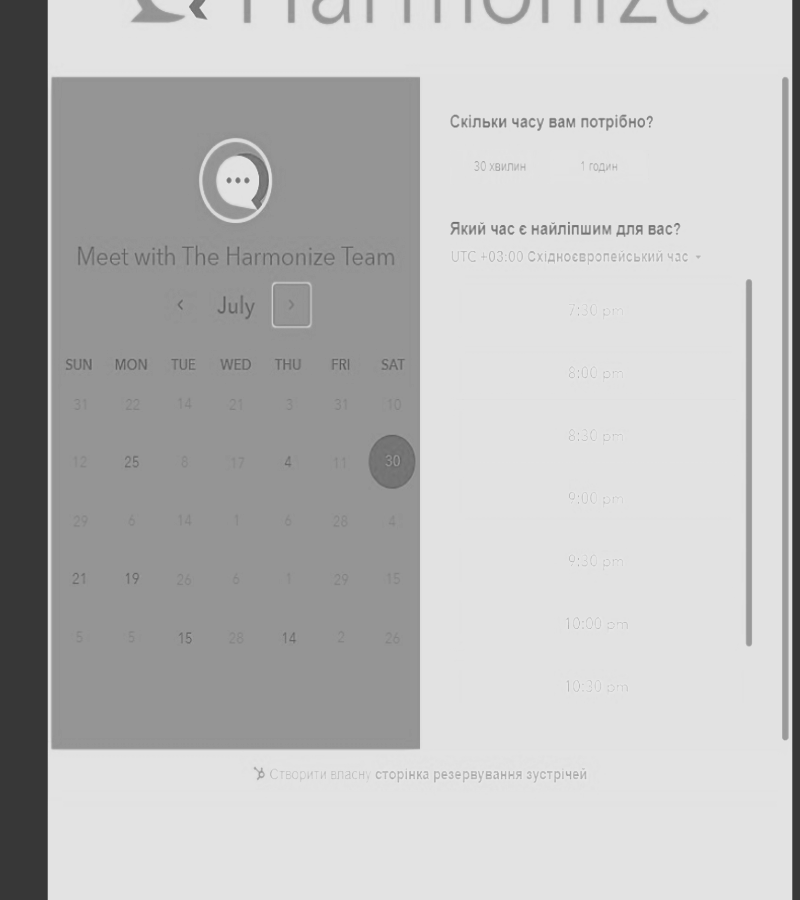 Harmonize
Meet with The Harmonize Team
July
SUN MON TUE WED THU FRI SAT
31 22 14 21 3 31 10
12 25 8 17 4 11 30
29 6 14 1 6 28 4
21 19 26 6 1 29 15
5 5 15 28 14 2 26
Скільки часу вам потрібно?
30 хвилин 1 годин
Який час є найліпшим для вас?
UTC +03:00 Східноєвропейський час
7:30 pm
8:00 pm
8:30 pm
9:00 pm
9:30 pm
10:00 pm
10:30 pm
Створити власну сторінка резервування зустрічей